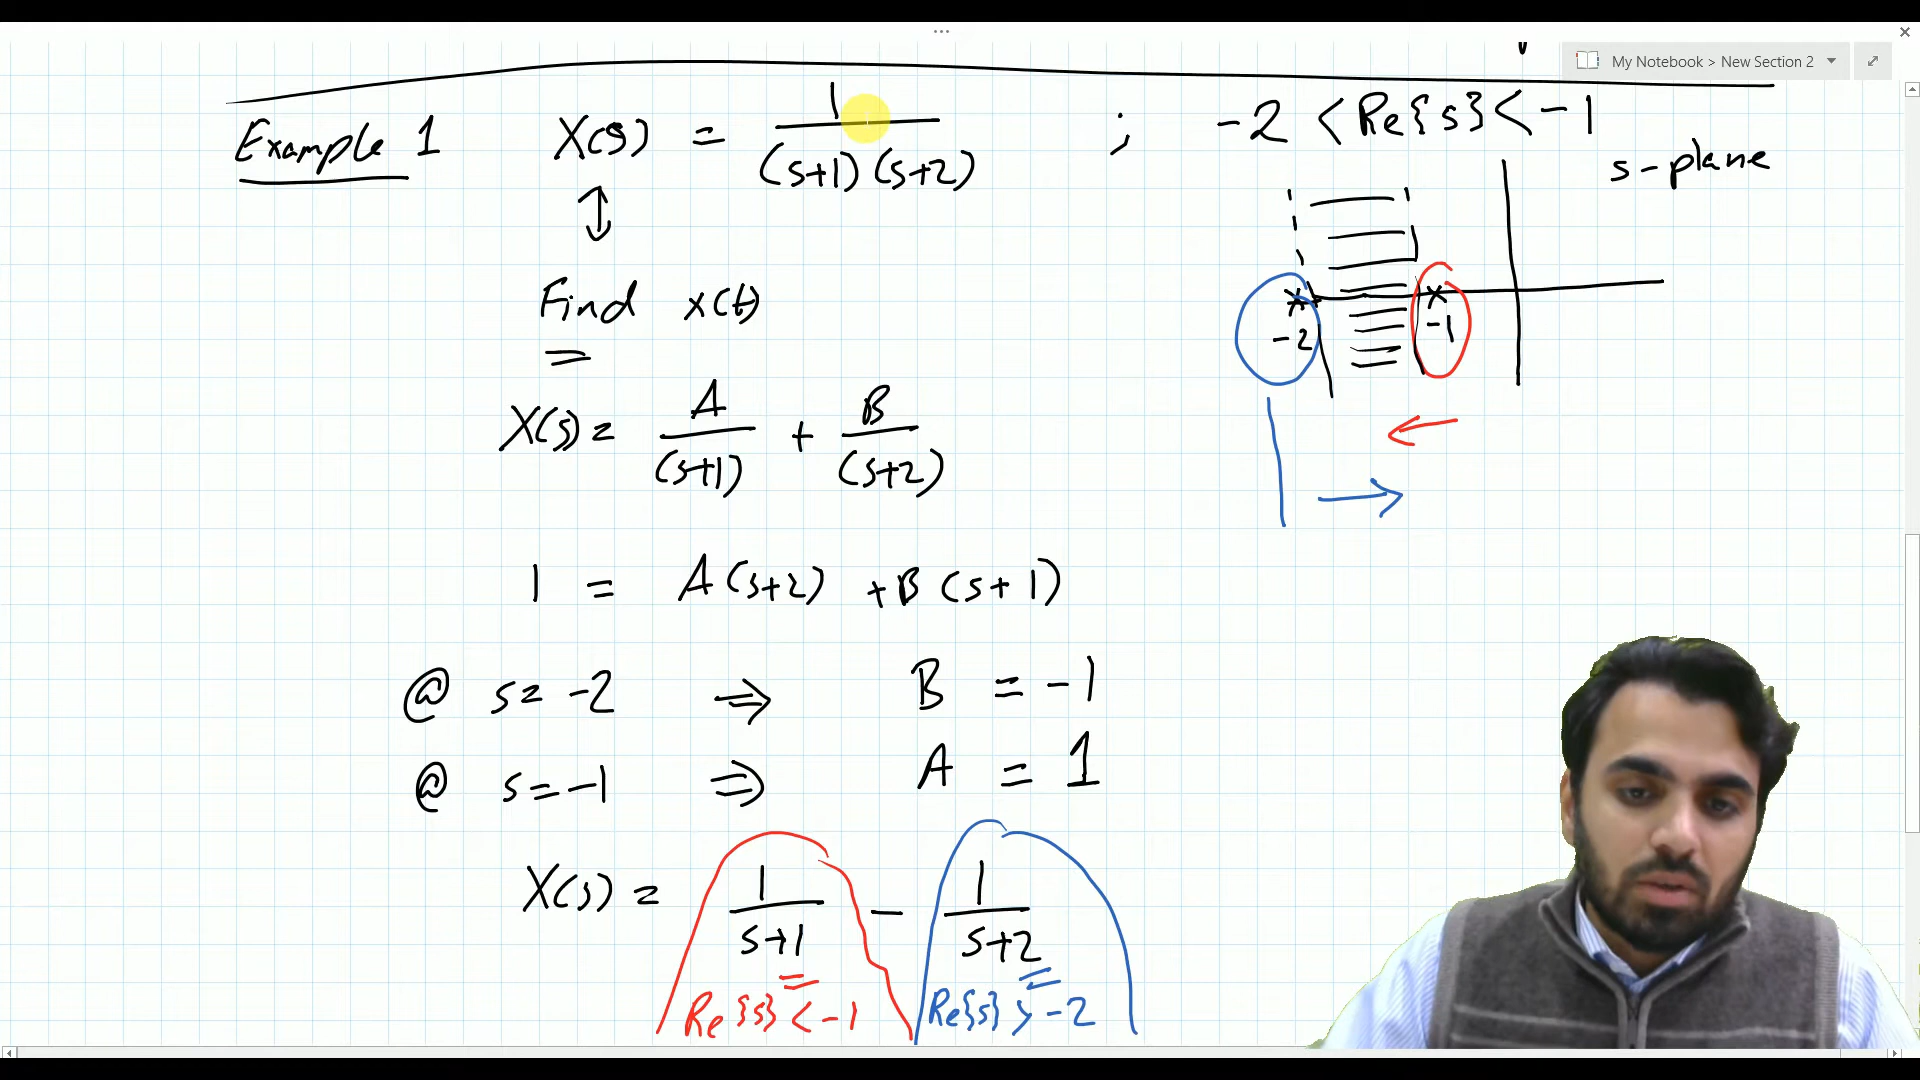 My Notebook > New Section 2
Example 1 X(s) = 1 / (s+1)(s+2) ; -2 < Re{s} < -1
s-plane
↕
Find x(t)
-2 -1
X(s) = A/(s+1) + B/(s+2)
1 = A(s+2) + B(s+1)
@ s = -2 ⇒ B = -1
@ s = -1 ⇒ A = 1
X(s) = 1/s+1 - 1/s+2
Re{s} < -1 Re{s} > -2